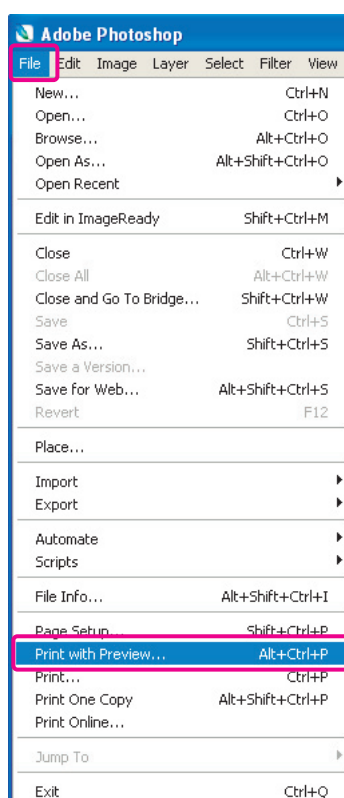 Adobe Photoshop
File Edit Image Layer Select Filter View
New... Ctrl+N
Open... Ctrl+O
Browse... Alt+Ctrl+O
Open As... Alt+Shift+Ctrl+O
Open Recent
Edit in ImageReady Shift+Ctrl+M
Close Ctrl+W
Close All Alt+Ctrl+W
Close and Go To Bridge... Shift+Ctrl+W
Save Ctrl+S
Save As... Shift+Ctrl+S
Save a Version...
Save for Web... Alt+Shift+Ctrl+S
Revert F12
Place...
Import
Export
Automate
Scripts
File Info... Alt+Shift+Ctrl+I
Page Setup... Shift+Ctrl+P
Print with Preview... Alt+Ctrl+P
Print... Ctrl+P
Print One Copy Alt+Shift+Ctrl+P
Print Online...
Jump To
Exit Ctrl+Q